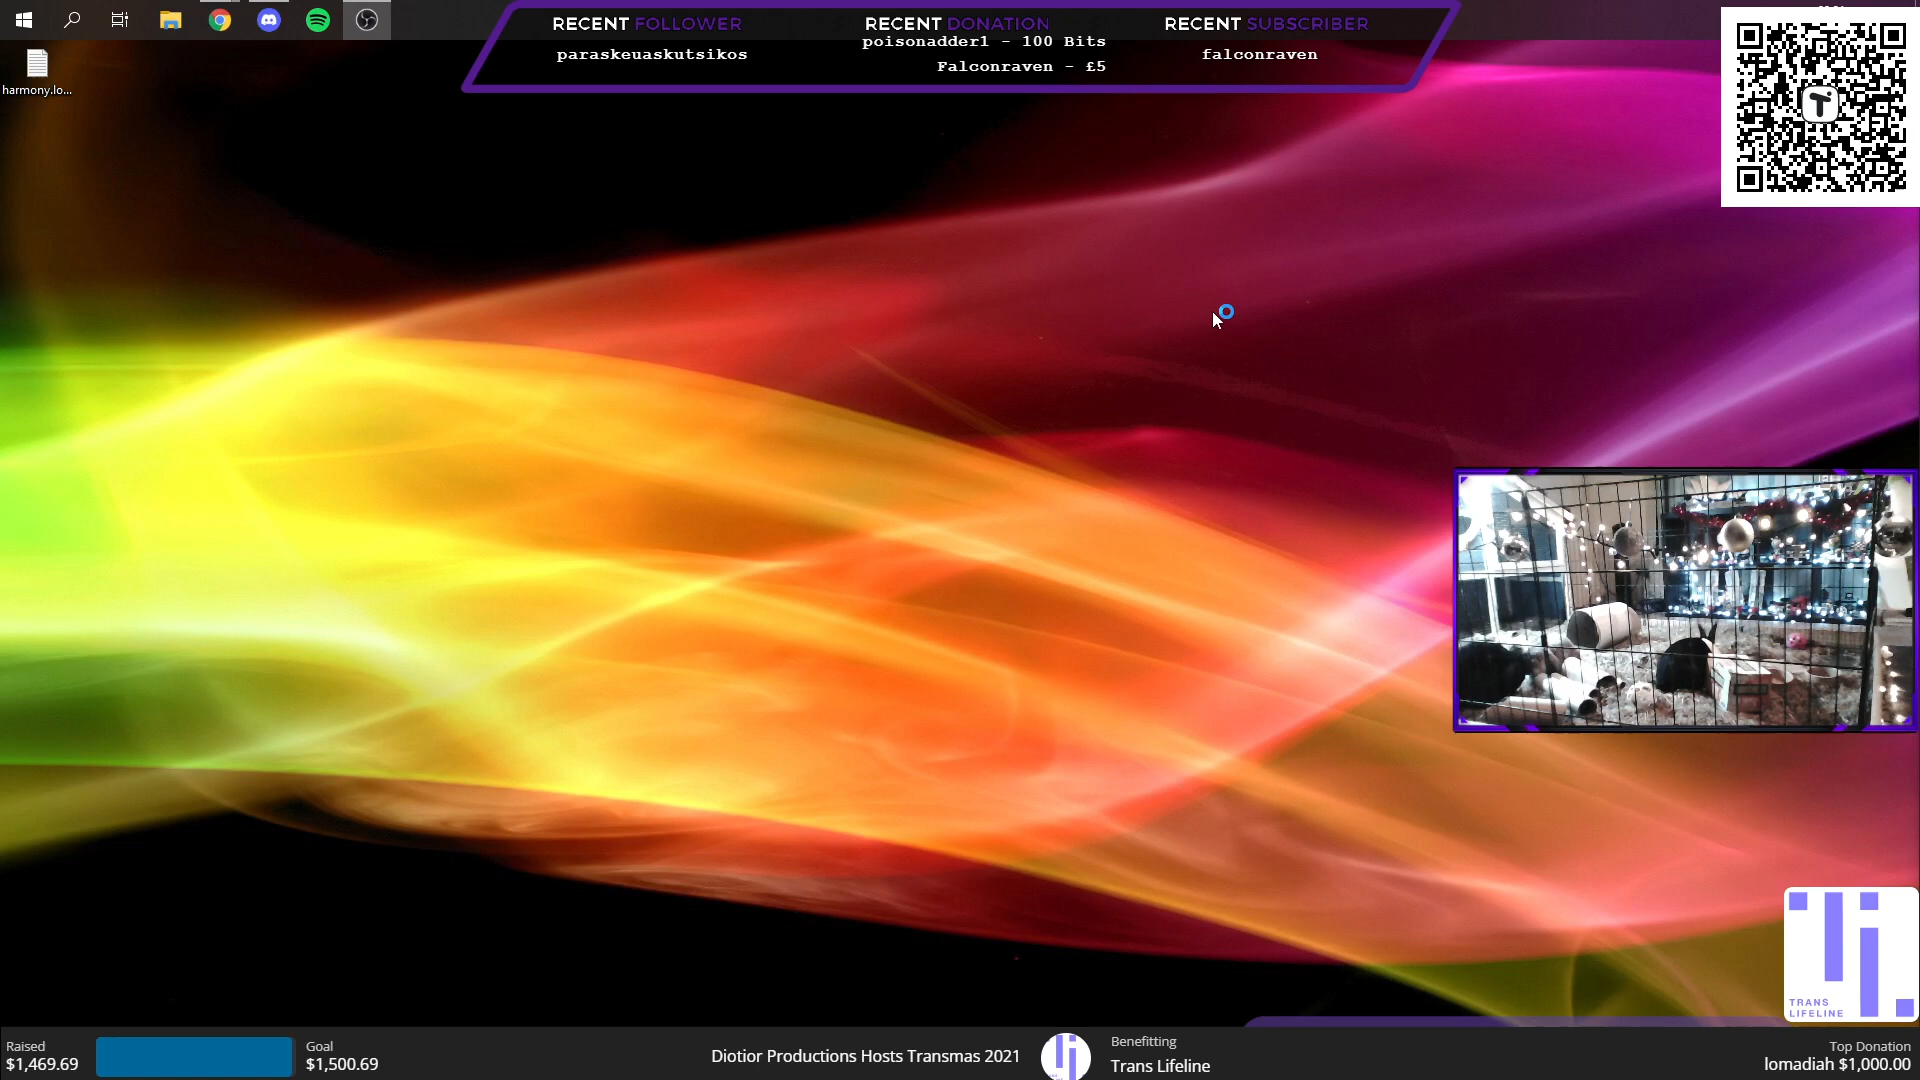 RECENT FOLLOWER
paraskeuaskutsikos
RECENT DONATION
poisonadder1 - 100 Bits
Falconraven - £5
RECENT SUBSCRIBER
falconraven
harmony.lo...
T
TRANS
LIFELINE
Raised
$1,469.69
Goal
$1,500.69
Diotior Productions Hosts Transmas 2021
Benefitting
Trans Lifeline
Top Donation
lomadiah $1,000.00